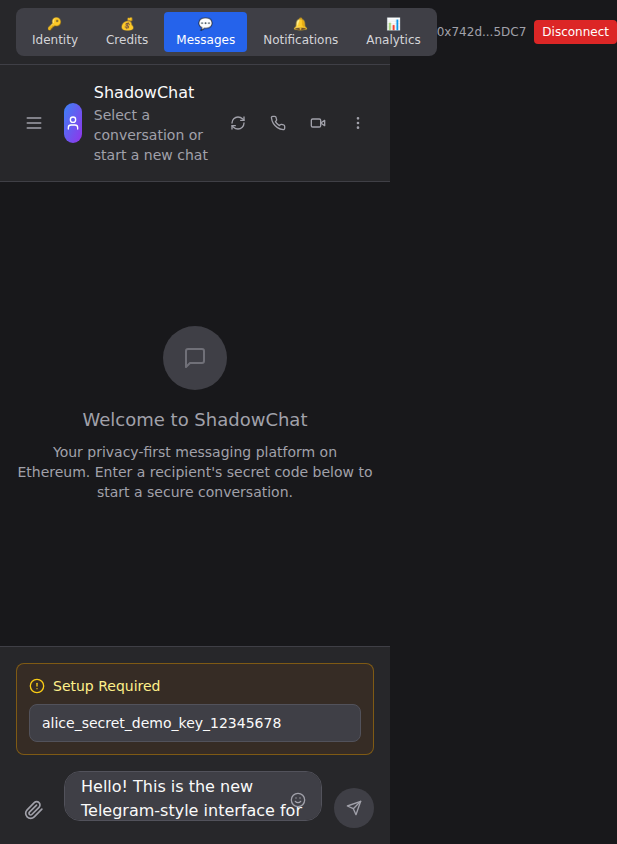 Identity
Credits
Messages
Notifications
Analytics
0x742d...5DC7
Disconnect
ShadowChat
Select a
conversation or
start a new chat
Welcome to ShadowChat
Your privacy-first messaging platform on
Ethereum. Enter a recipient's secret code below to
start a secure conversation.
Setup Required
alice_secret_demo_key_12345678
Hello! This is the new
Telegram-style interface for